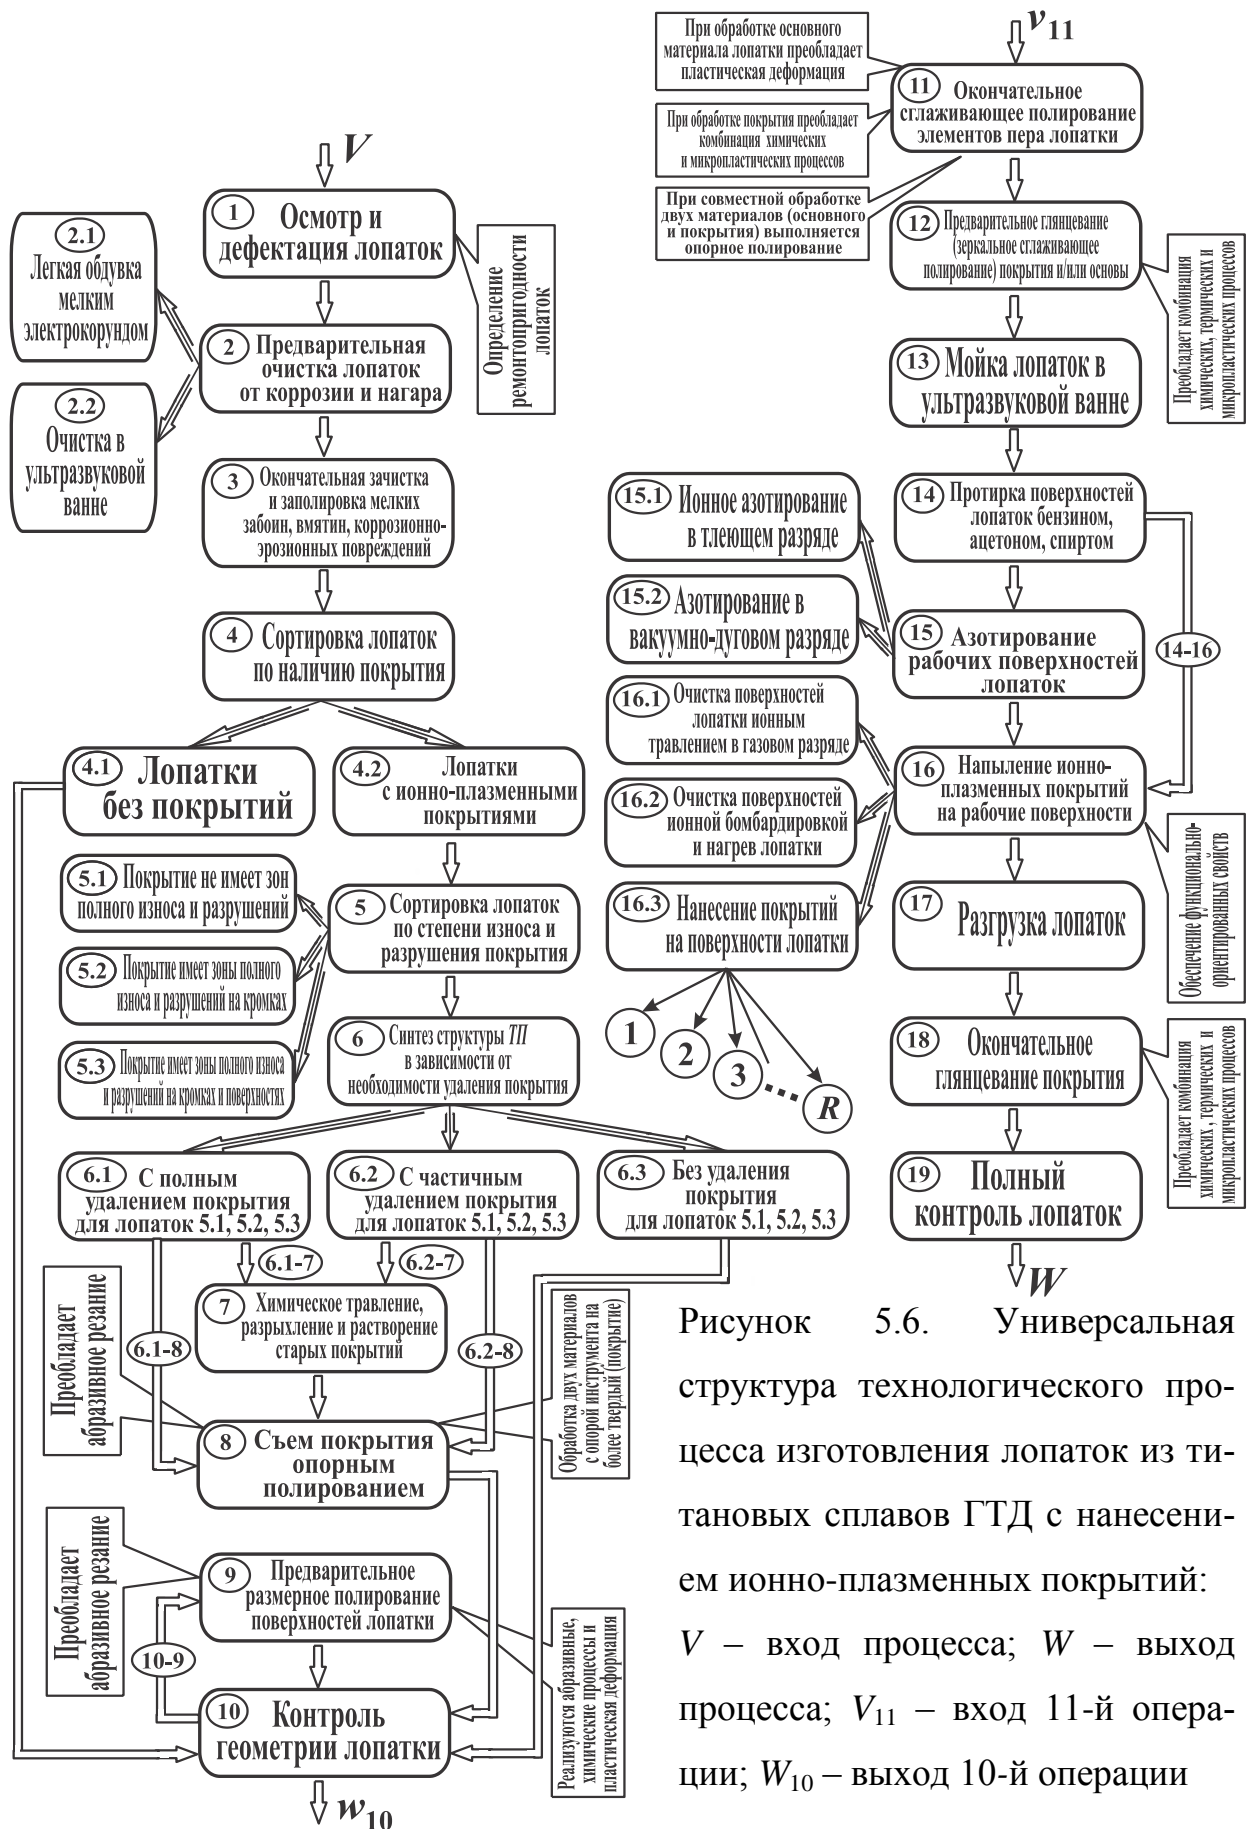 V
1
Осмотр и
дефектация лопаток
Определение
ремонтопригодности
лопаток
2.1
Легкая обдувка
мелким
электрокорундом
2
Предварительная
очистка лопаток
от коррозии и нагара
2.2
Очистка в
ультразвуковой
ванне
3
Окончательная зачистка
и заполировка мелких
забоин, вмятин, коррозионно-
эрозионных повреждений
4
Сортировка лопаток
по наличию покрытия
4.1
Лопатки
без покрытий
4.2
Лопатки
с ионно-плазменными
покрытиями
5.1
Покрытие не имеет зон
полного износа и разрушений
5
Сортировка лопаток
по степени износа и
разрушения покрытия
5.2
Покрытие имеет зоны полного
износа и разрушений на кромках
5.3
Покрытие имеет зоны полного износа
и разрушений на кромках и поверхностях
6
Синтез структуры ТП
в зависимости от
необходимости удаления покрытия
6.1
С полным
удалением покрытия
для лопаток 5.1, 5.2, 5.3
6.2
С частичным
удалением покрытия
для лопаток 5.1, 5.2, 5.3
6.3
Без удаления
покрытия
для лопаток 5.1, 5.2, 5.3
6.1-7
6.2-7
7
Химическое травление,
разрыхление и растворение
старых покрытий
6.1-8
6.2-8
Преобладает
абразивное резание
Обработка двух материалов
с опорой инструмента на
более твердый (покрытие)
8
Съем покрытия
опорным
полированием
Преобладает
абразивное резание
9
Предварительное
размерное полирование
поверхностей лопатки
10-9
Реализуются абразивные,
химические процессы и
пластическая деформация
10
Контроль
геометрии лопатки
w10
v11
При обработке основного
материала лопатки преобладает
пластическая деформация
11
Окончательное
сглаживающее полирование
элементов пера лопатки
При обработке покрытия преобладает
комбинация химических
и микропластических процессов
При совместной обработке
двух материалов (основного
и покрытия) выполняется
опорное полирование
12
Предварительное глянцевание
(зеркальное сглаживающее
полирование) покрытия и/или основы
Преобладает комбинация
химических, термических и
микропластических процессов
13
Мойка лопаток в
ультразвуковой ванне
14
Протирка поверхностей
лопаток бензином,
ацетоном, спиртом
15.1
Ионное азотирование
в тлеющем разряде
15.2
Азотирование в
вакуумно-дуговом разряде
15
Азотирование
рабочих поверхностей
лопаток
14-16
16.1
Очистка поверхностей
лопатки ионным
травлением в газовом разряде
16
Напыление ионно-
плазменных покрытий
на рабочие поверхности
16.2
Очистка поверхностей
ионной бомбардировкой
и нагрев лопатки
Обеспечение функционально-
ориентированных свойств
16.3
Нанесение покрытий
на поверхности лопатки
1
2
3
R
17
Разгрузка лопаток
18
Окончательное
глянцевание покрытия
Преобладает комбинация
химических , термических и
микропластических процессов
19
Полный
контроль лопаток
W
Рисунок 5.6. Универсальная
структура технологического про-
цесса изготовления лопаток из ти-
тановых сплавов ГТД с нанесени-
ем ионно-плазменных покрытий:
V – вход процесса; W – выход
процесса; V11 – вход 11-й опера-
ции; W10 – выход 10-й операции